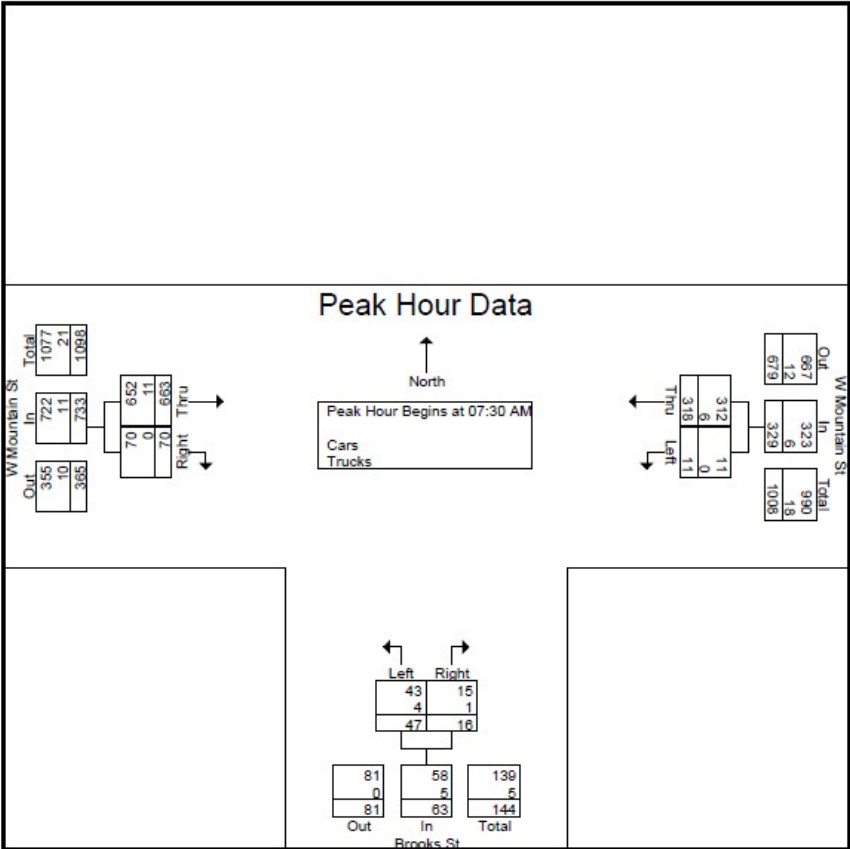 Peak Hour Data
North
Peak Hour Begins at 07:30 AM
Cars
Trucks
W Mountain St
Total
1077
21
1098
In
722
11
733
Out
355
10
365
Thru
652
11
663
Right
70
0
70
W Mountain St
Out
667
12
679
In
323
6
329
Total
990
18
1008
Thru
312
6
318
Left
11
0
11
Left Right
43 15
4 1
47 16
81 58 139
0 5 5
81 63 144
Out In Total
Brooks St